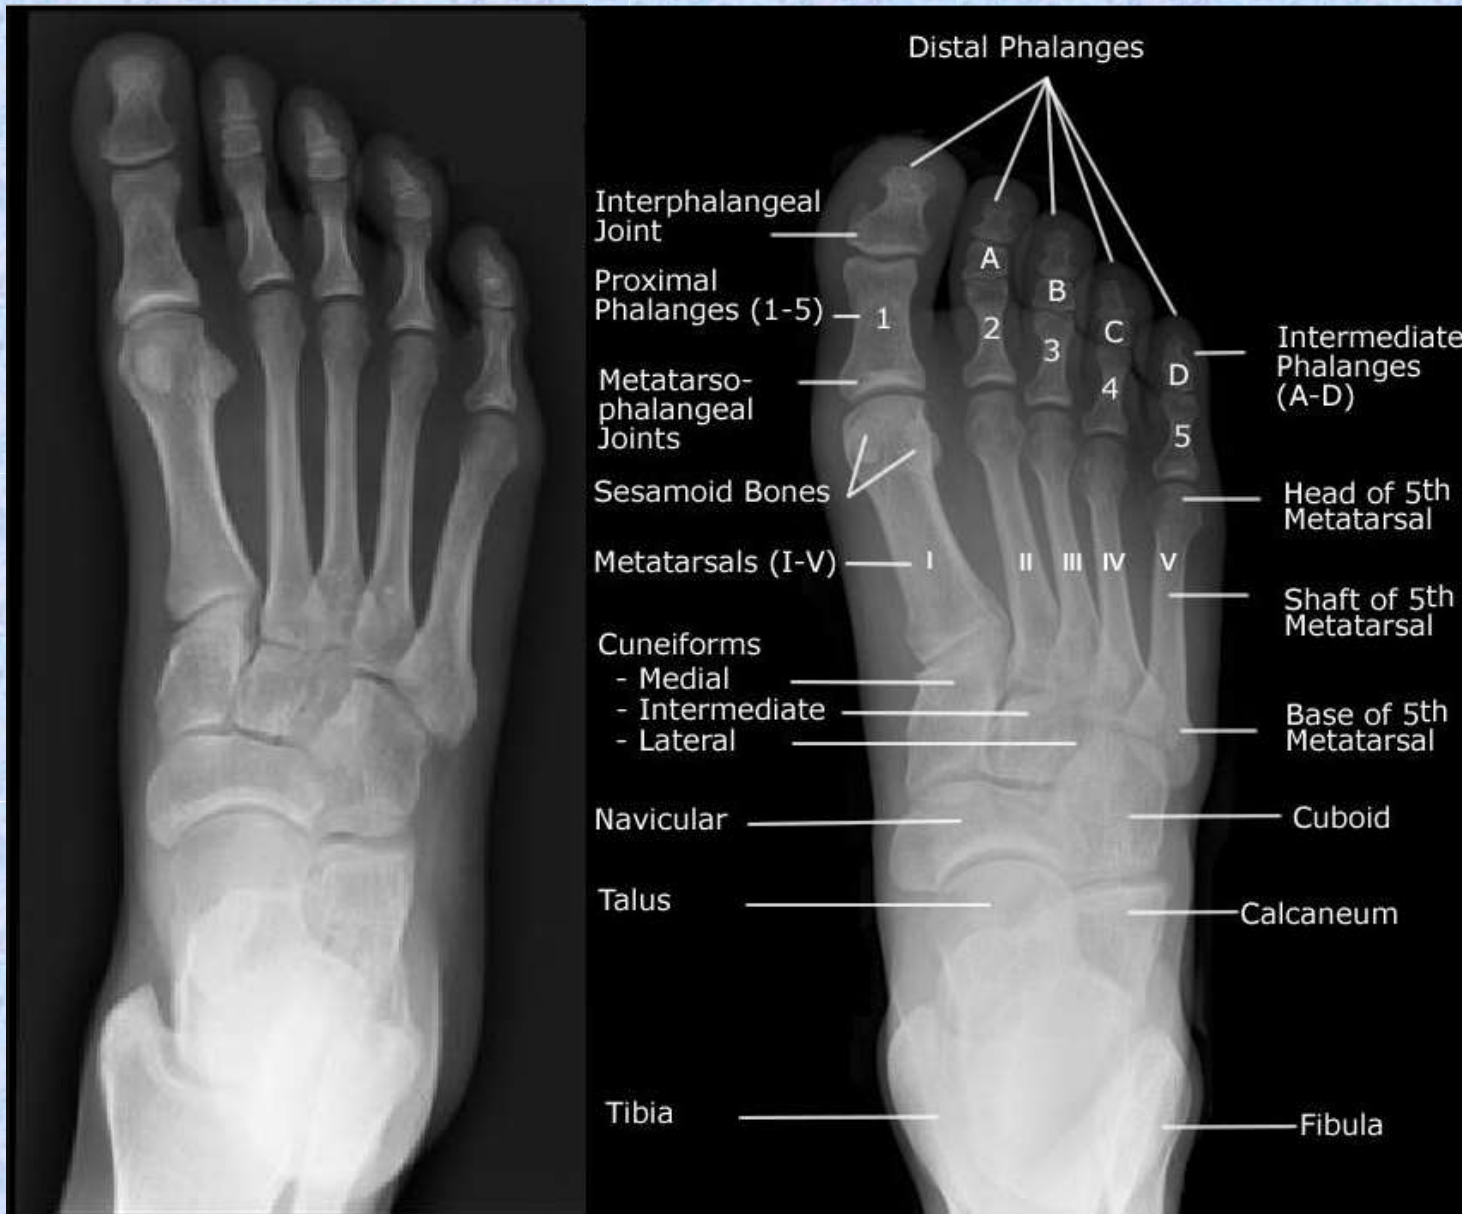 Distal Phalanges
Interphalangeal
Joint
Proximal
Phalanges (1-5)
Metatarso-
phalangeal
Joints
Sesamoid Bones
Metatarsals (I-V)
Cuneiforms
- Medial
- Intermediate
- Lateral
Navicular
Talus
Tibia
A
B
C
D
1
2
3
4
5
I
II
III
IV
V
Intermediate
Phalanges
(A-D)
Head of 5th
Metatarsal
Shaft of 5th
Metatarsal
Base of 5th
Metatarsal
Cuboid
Calcaneum
Fibula